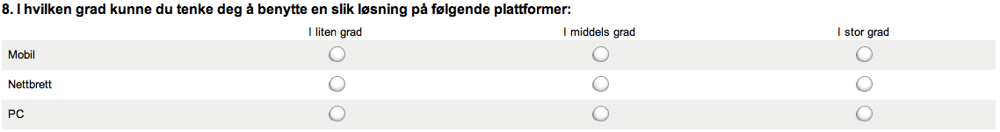 8. I hvilken grad kunne du tenke deg å benytte en slik løsning på følgende plattformer:
I liten grad I middels grad I stor grad
Mobil
Nettbrett
PC